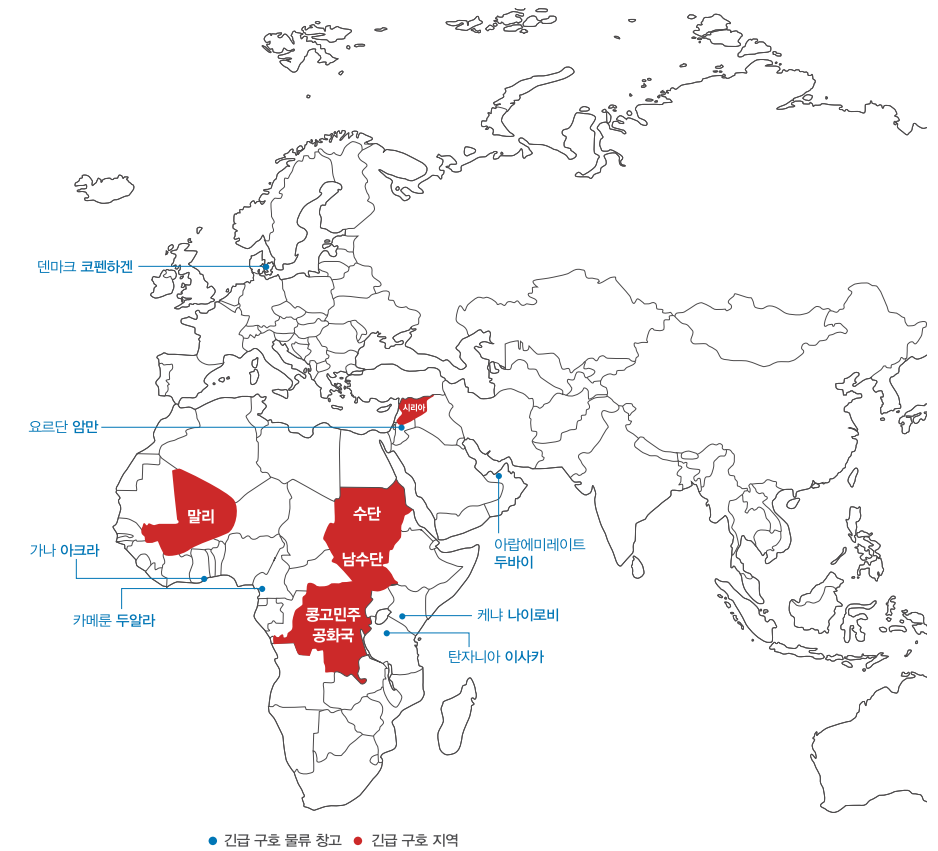 덴마크 코펜하겐
시리아
요르단 암만
말리
수단
가나 아크라
아랍에미레이트
두바이
남수단
카메룬 두알라
콩고민주
공화국
케냐 나이로비
탄자니아 이사카
긴급 구호 물류 창고
긴급 구호 지역